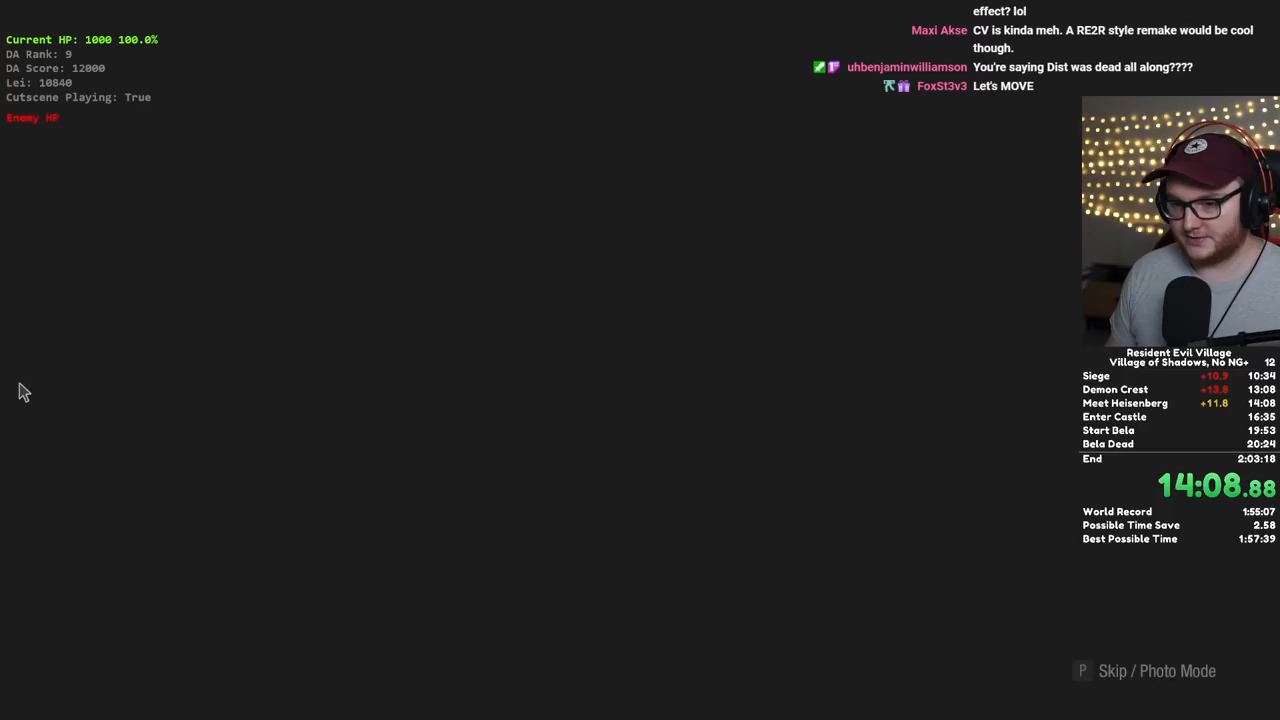 Current HP: 1000 100.0%
DA Rank: 9
DA Score: 12000
Lei: 10840
Cutscene Playing: True
Enemy HP
effect? lol
Maxi Akse CV is kinda meh. A RE2R style remake would be cool
though.
uhbenjaminwilliamson You're saying Dist was dead all along????
FoxSt3v3 Let's MOVE
Resident Evil Village
Village of Shadows, No NG+ 12
Siege +10.9 10:34
Demon Crest +13.8 13:08
Meet Heisenberg +11.8 14:08
Enter Castle 16:35
Start Bela 19:53
Bela Dead 20:24
End 2:03:18
14:08.88
World Record 1:55:07
Possible Time Save 2.58
Best Possible Time 1:57:39
P Skip / Photo Mode